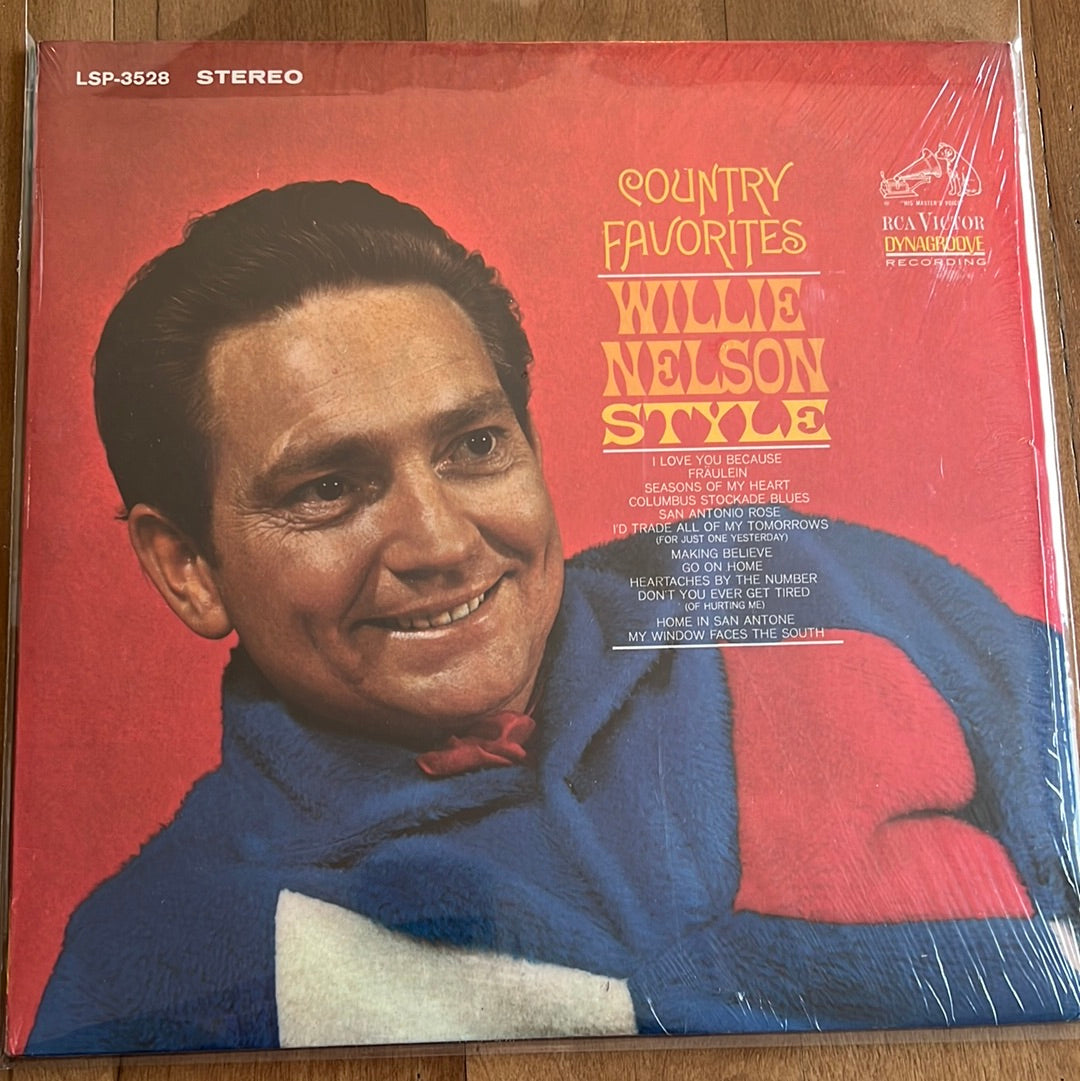 LSP-3528 STEREO
COUNTRY
FAVORITES
WILLIE
NELSON
STYLE
I LOVE YOU BECAUSE
FRÄULEIN
SEASONS OF MY HEART
COLUMBUS STOCKADE BLUES
SAN ANTONIO ROSE
I'D TRADE ALL OF MY TOMORROWS
(FOR JUST ONE YESTERDAY)
MAKING BELIEVE
GO ON HOME
HEARTACHES BY THE NUMBER
DON'T YOU EVER GET TIRED
(OF HURTING ME)
HOME IN SAN ANTONE
MY WINDOW FACES THE SOUTH
"HIS MASTER'S VOICE"
RCA VICTOR
DYNAGROOVE
RECORDING